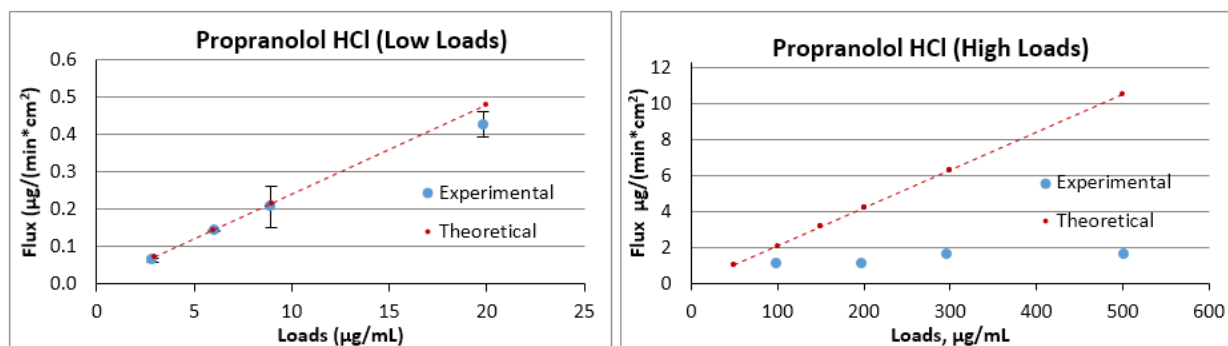 Propranolol HCl (Low Loads)
0.6
0.5
0.4
0.3
0.2
0.1
0.0
Flux (µg/(min*cm²)
Experimental
Theoretical
0 5 10 15 20 25
Loads (µg/mL)
Propranolol HCl (High Loads)
12
10
8
6
4
2
0
Flux µg/(min*cm²)
Experimental
Theoretical
0 100 200 300 400 500 600
Loads, µg/mL